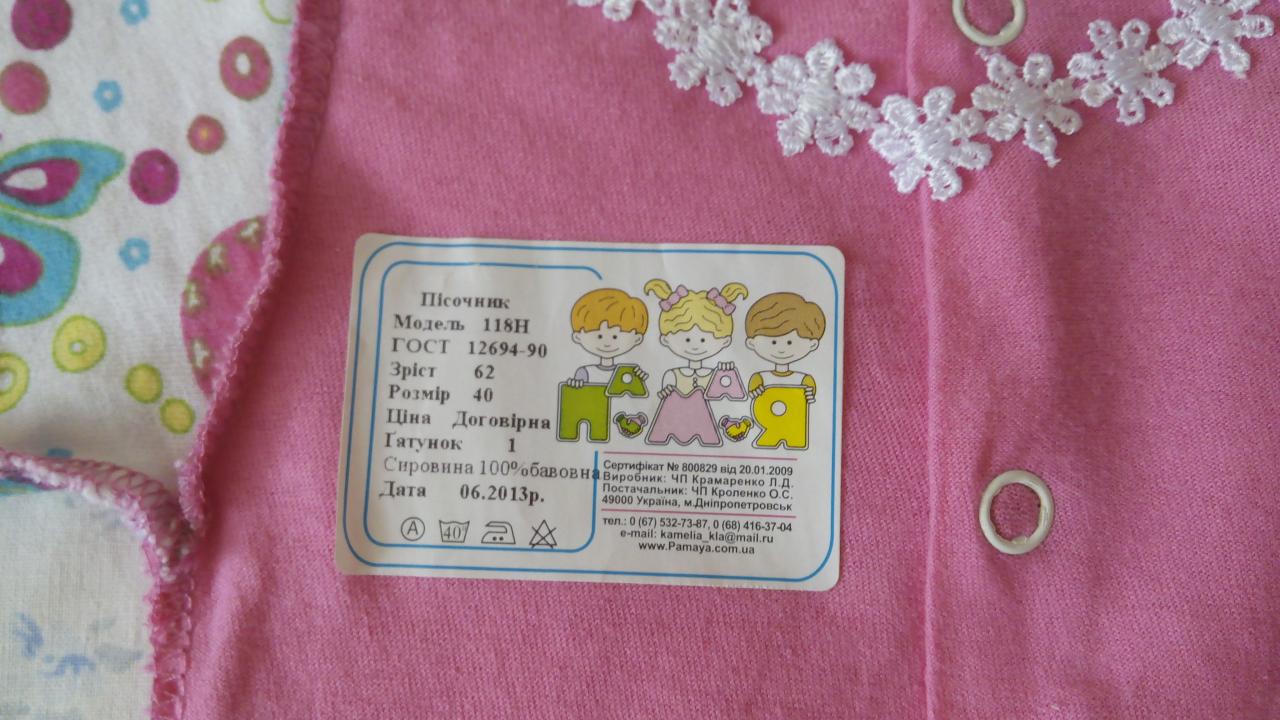 Пісочник
Модель 118Н
ГОСТ 12694-90
Зріст 62
Розмір 40
Ціна Договірна
Ґатунок 1
Сировина 100%бавовна
Дата 06.2013р.
А 40°
ПАМАЯ
Сертифікат № 800829 від 20.01.2009
Виробник: ЧП Крамаренко Л.Д.
Постачальник: ЧП Кроленко О.С.
49000 Україна, м.Дніпропетровськ
тел.: 0 (67) 532-73-87, 0 (68) 416-37-04
e-mail: kamelia_kla@mail.ru
www.Pamaya.com.ua